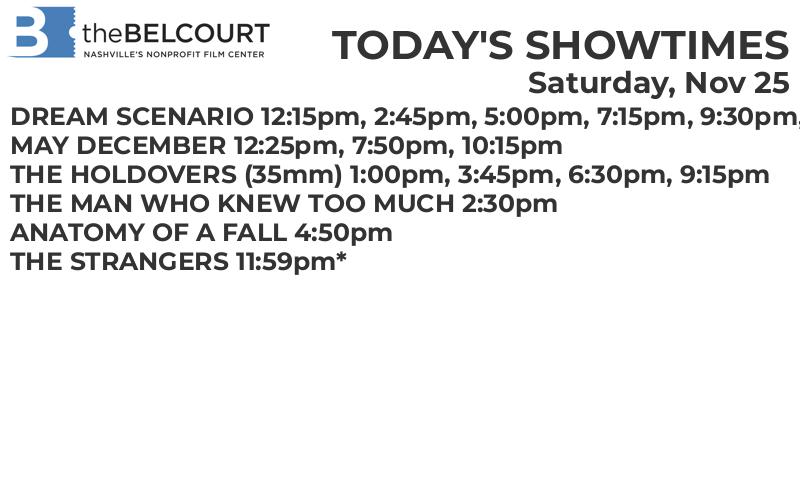 B theBELCOURT
NASHVILLE'S NONPROFIT FILM CENTER
TODAY'S SHOWTIMES
Saturday, Nov 25
DREAM SCENARIO 12:15pm, 2:45pm, 5:00pm, 7:15pm, 9:30pm,
MAY DECEMBER 12:25pm, 7:50pm, 10:15pm
THE HOLDOVERS (35mm) 1:00pm, 3:45pm, 6:30pm, 9:15pm
THE MAN WHO KNEW TOO MUCH 2:30pm
ANATOMY OF A FALL 4:50pm
THE STRANGERS 11:59pm*